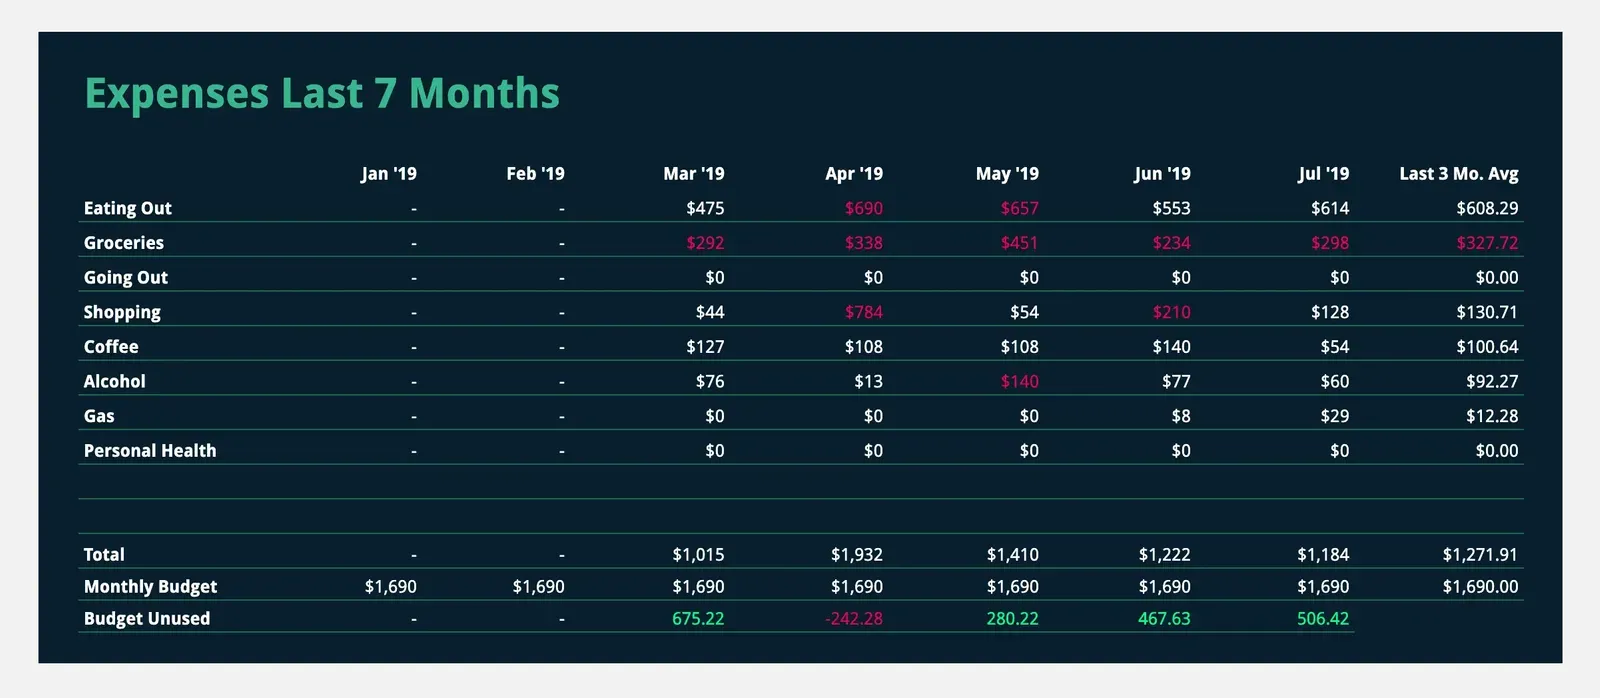 Expenses Last 7 Months
Jan '19 Feb '19 Mar '19 Apr '19 May '19 Jun '19 Jul '19 Last 3 Mo. Avg
Eating Out - - $475 $690 $657 $553 $614 $608.29
Groceries - - $292 $338 $451 $234 $298 $327.72
Going Out - - $0 $0 $0 $0 $0 $0.00
Shopping - - $44 $784 $54 $210 $128 $130.71
Coffee - - $127 $108 $108 $140 $54 $100.64
Alcohol - - $76 $13 $140 $77 $60 $92.27
Gas - - $0 $0 $0 $8 $29 $12.28
Personal Health - - $0 $0 $0 $0 $0 $0.00
Total - - $1,015 $1,932 $1,410 $1,222 $1,184 $1,271.91
Monthly Budget $1,690 $1,690 $1,690 $1,690 $1,690 $1,690 $1,690 $1,690.00
Budget Unused - - 675.22 -242.28 280.22 467.63 506.42